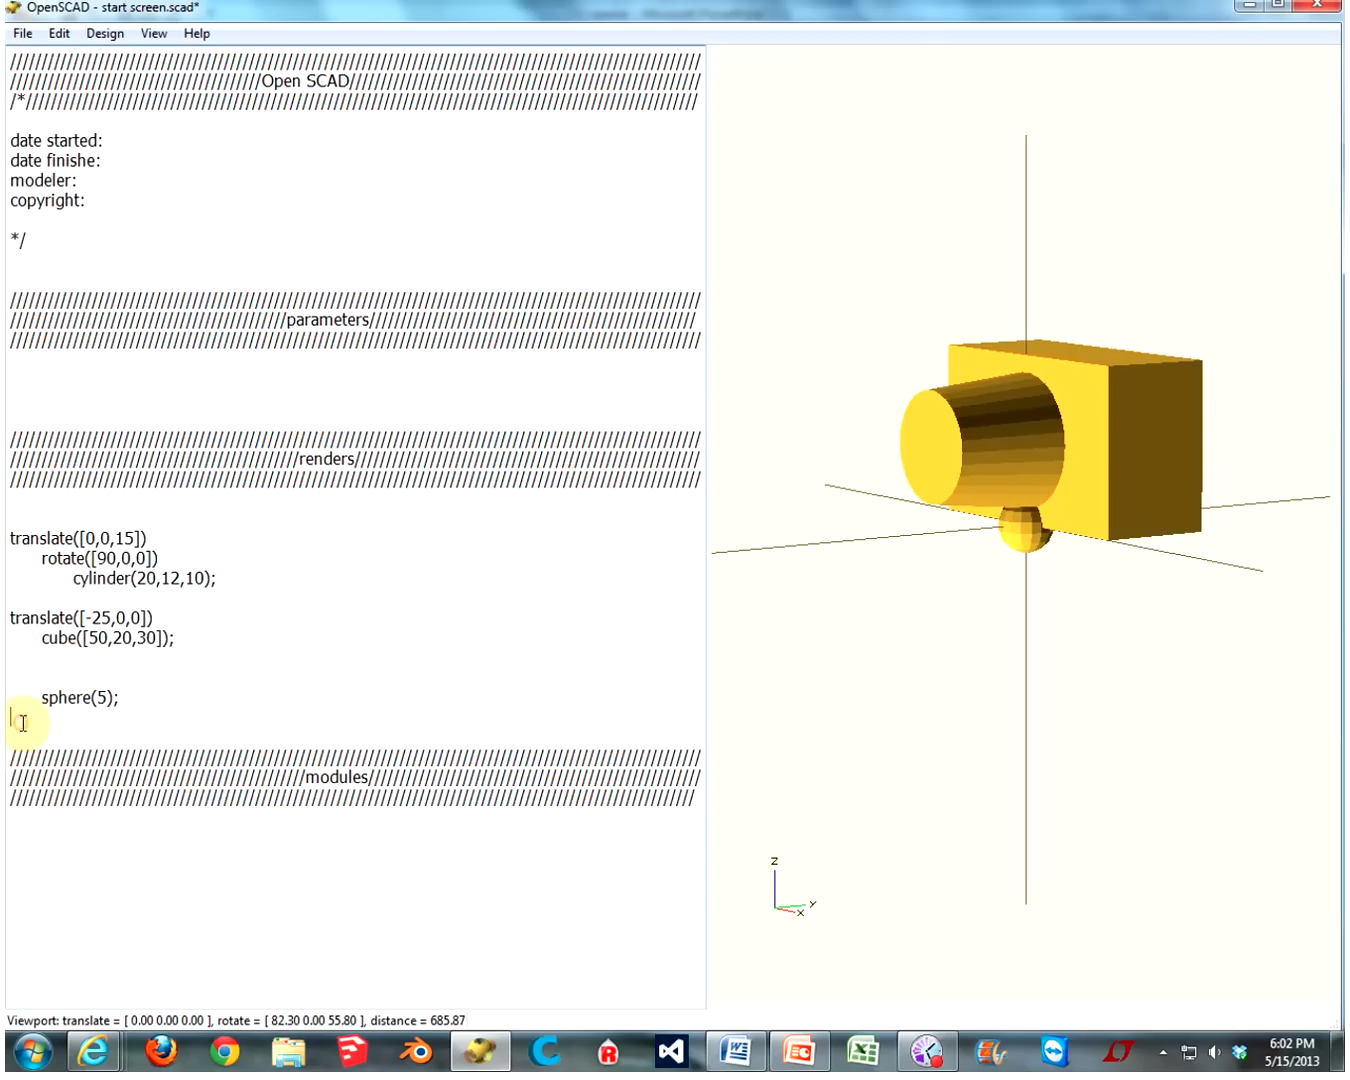 OpenSCAD - start screen.scad*
File Edit Design View Help
//////////////////////////////////////////////////////////////////////////////////////////
/////////////////////////////////Open SCAD/////////////////////////////////////////////
/*///////////////////////////////////////////////////////////////////////////////////////
date started:
date finishe:
modeler:
copyright:
*/
//////////////////////////////////////////////////////////////////////////////////////////
////////////////////////////////////parameters//////////////////////////////////////////
//////////////////////////////////////////////////////////////////////////////////////////
//////////////////////////////////////////////////////////////////////////////////////////
//////////////////////////////////////renders/////////////////////////////////////////////
//////////////////////////////////////////////////////////////////////////////////////////
translate([0,0,15])
rotate([90,0,0])
cylinder(20,12,10);
translate([-25,0,0])
cube([50,20,30]);
sphere(5);
//////////////////////////////////////////////////////////////////////////////////////////
//////////////////////////////////////modules///////////////////////////////////////////
/////////////////////////////////////////////////////////////////////////////////////////
z
y
x
Viewport: translate = [ 0.00 0.00 0.00 ], rotate = [ 82.30 0.00 55.80 ], distance = 685.87
6:02 PM
5/15/2013